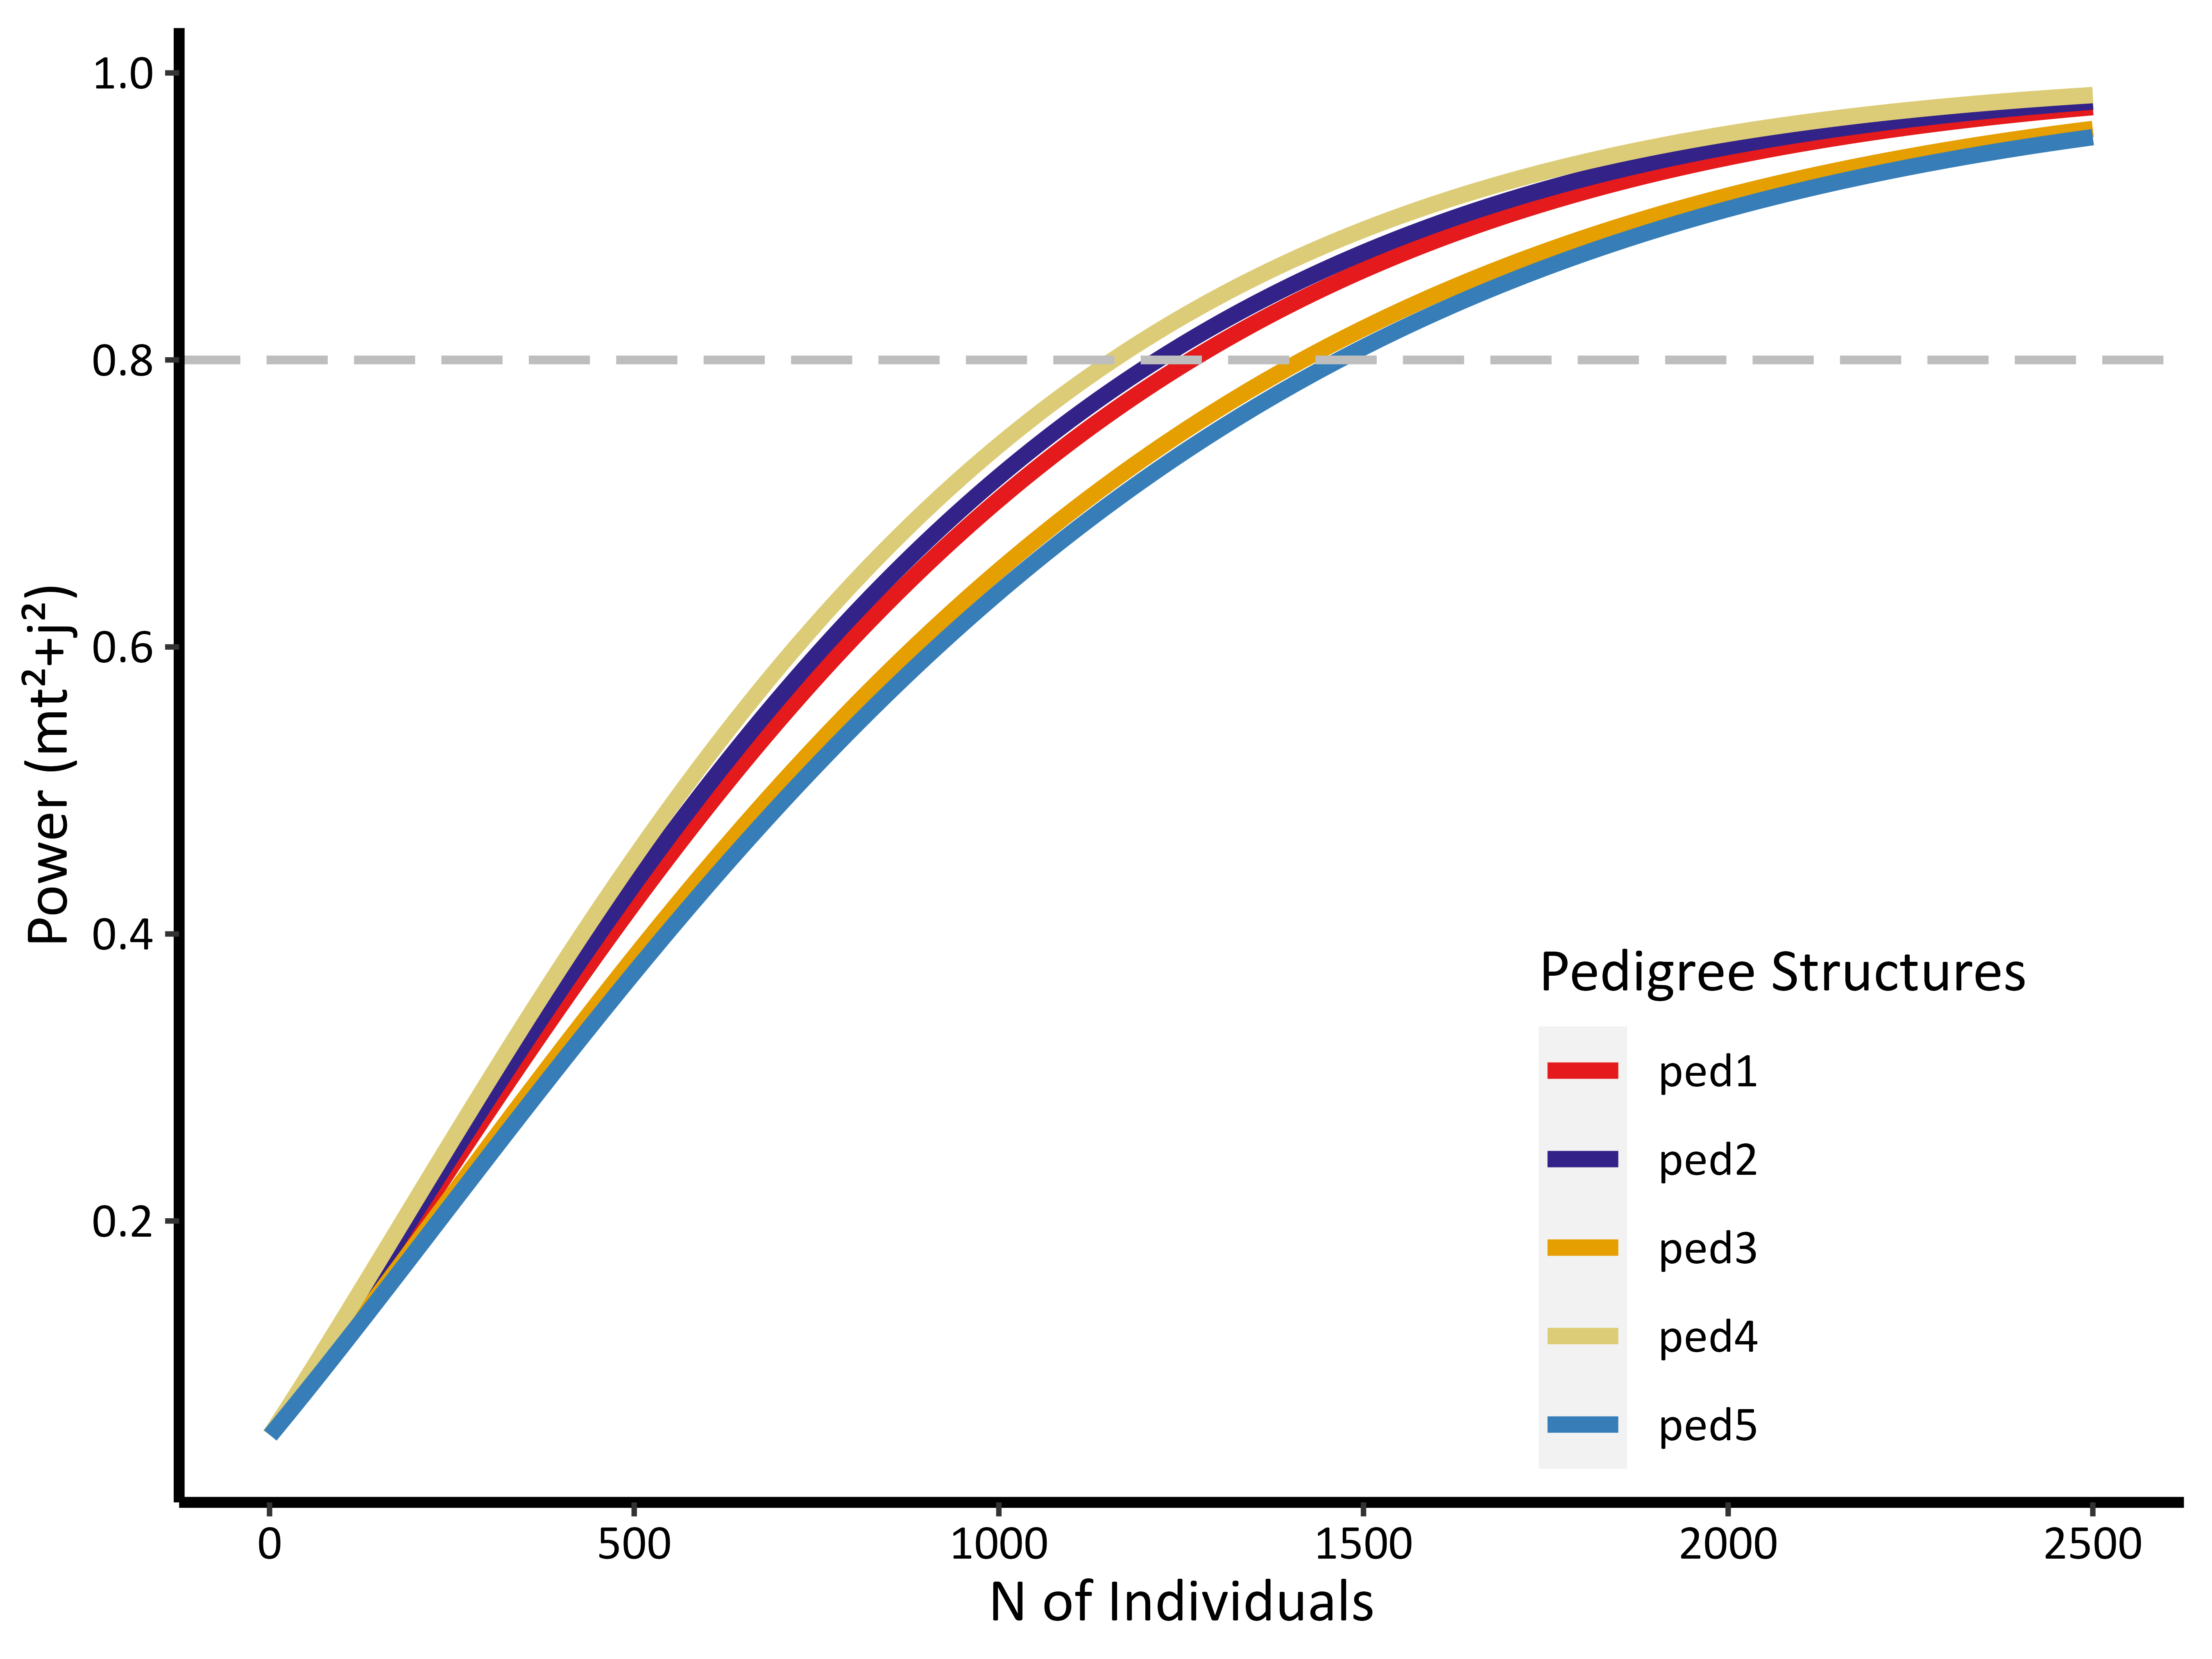 1.0
0.8
0.6
0.4
0.2
Power (mt²+j²)
0 500 1000 1500 2000 2500
N of Individuals
Pedigree Structures
ped1
ped2
ped3
ped4
ped5